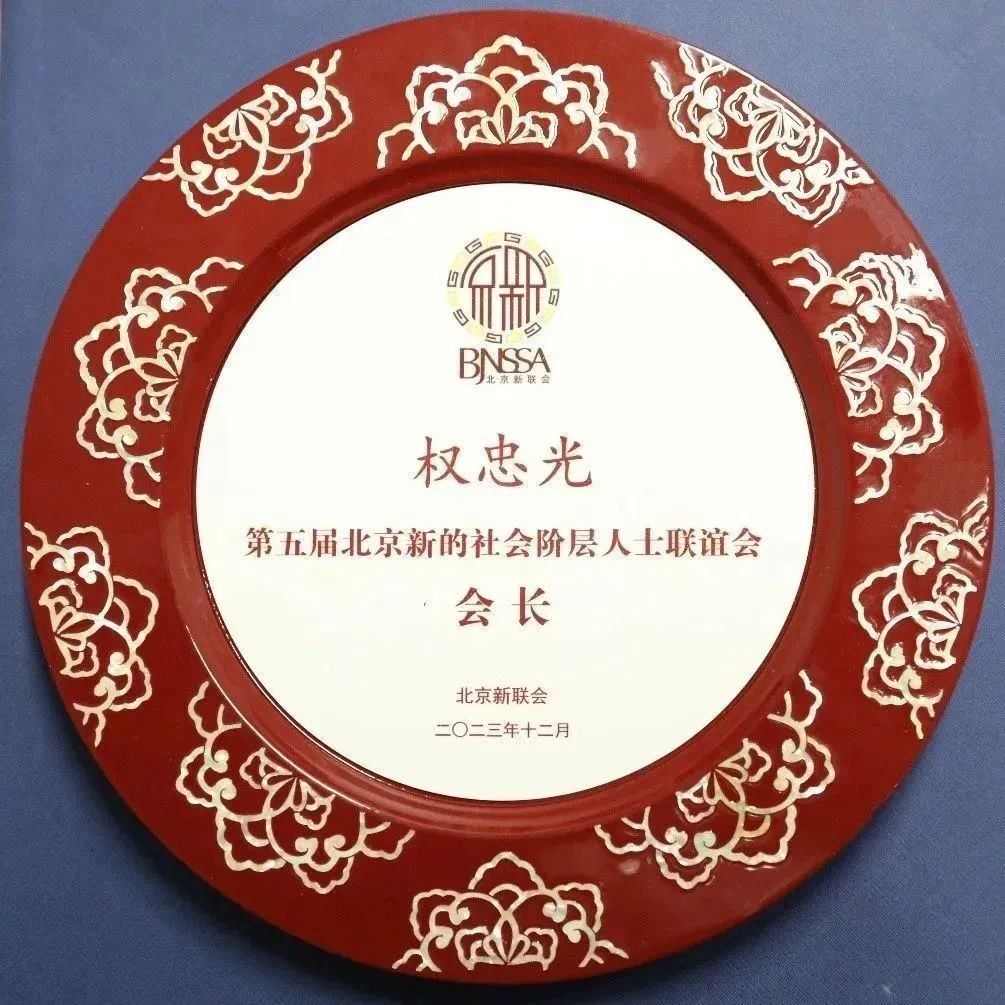 BJNSSA
北京新联会
权忠光
第五届北京新的社会阶层人士联谊会
会长
北京新联会
二〇二三年十二月